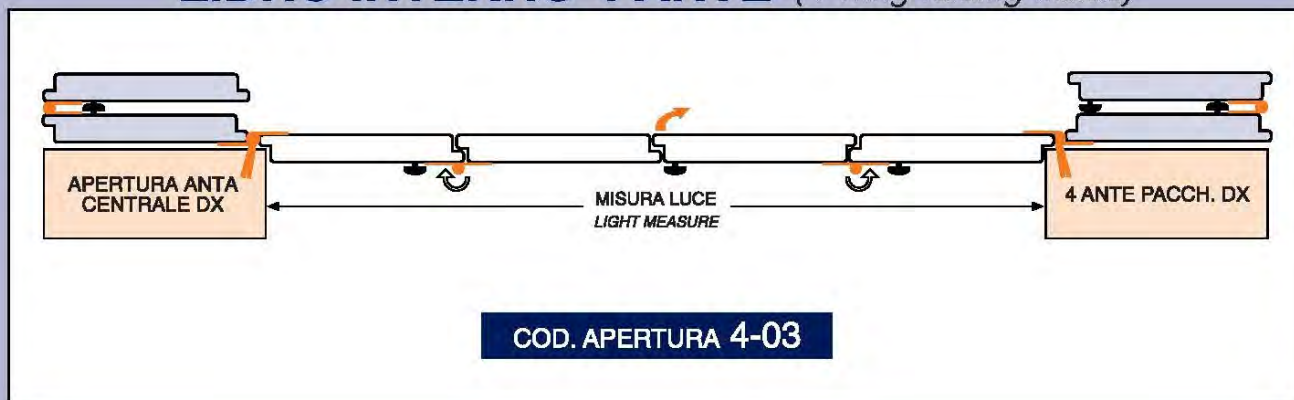 APERTURA ANTA
CENTRALE DX
MISURA LUCE
LIGHT MEASURE
4 ANTE PACCH. DX
COD. APERTURA 4-03